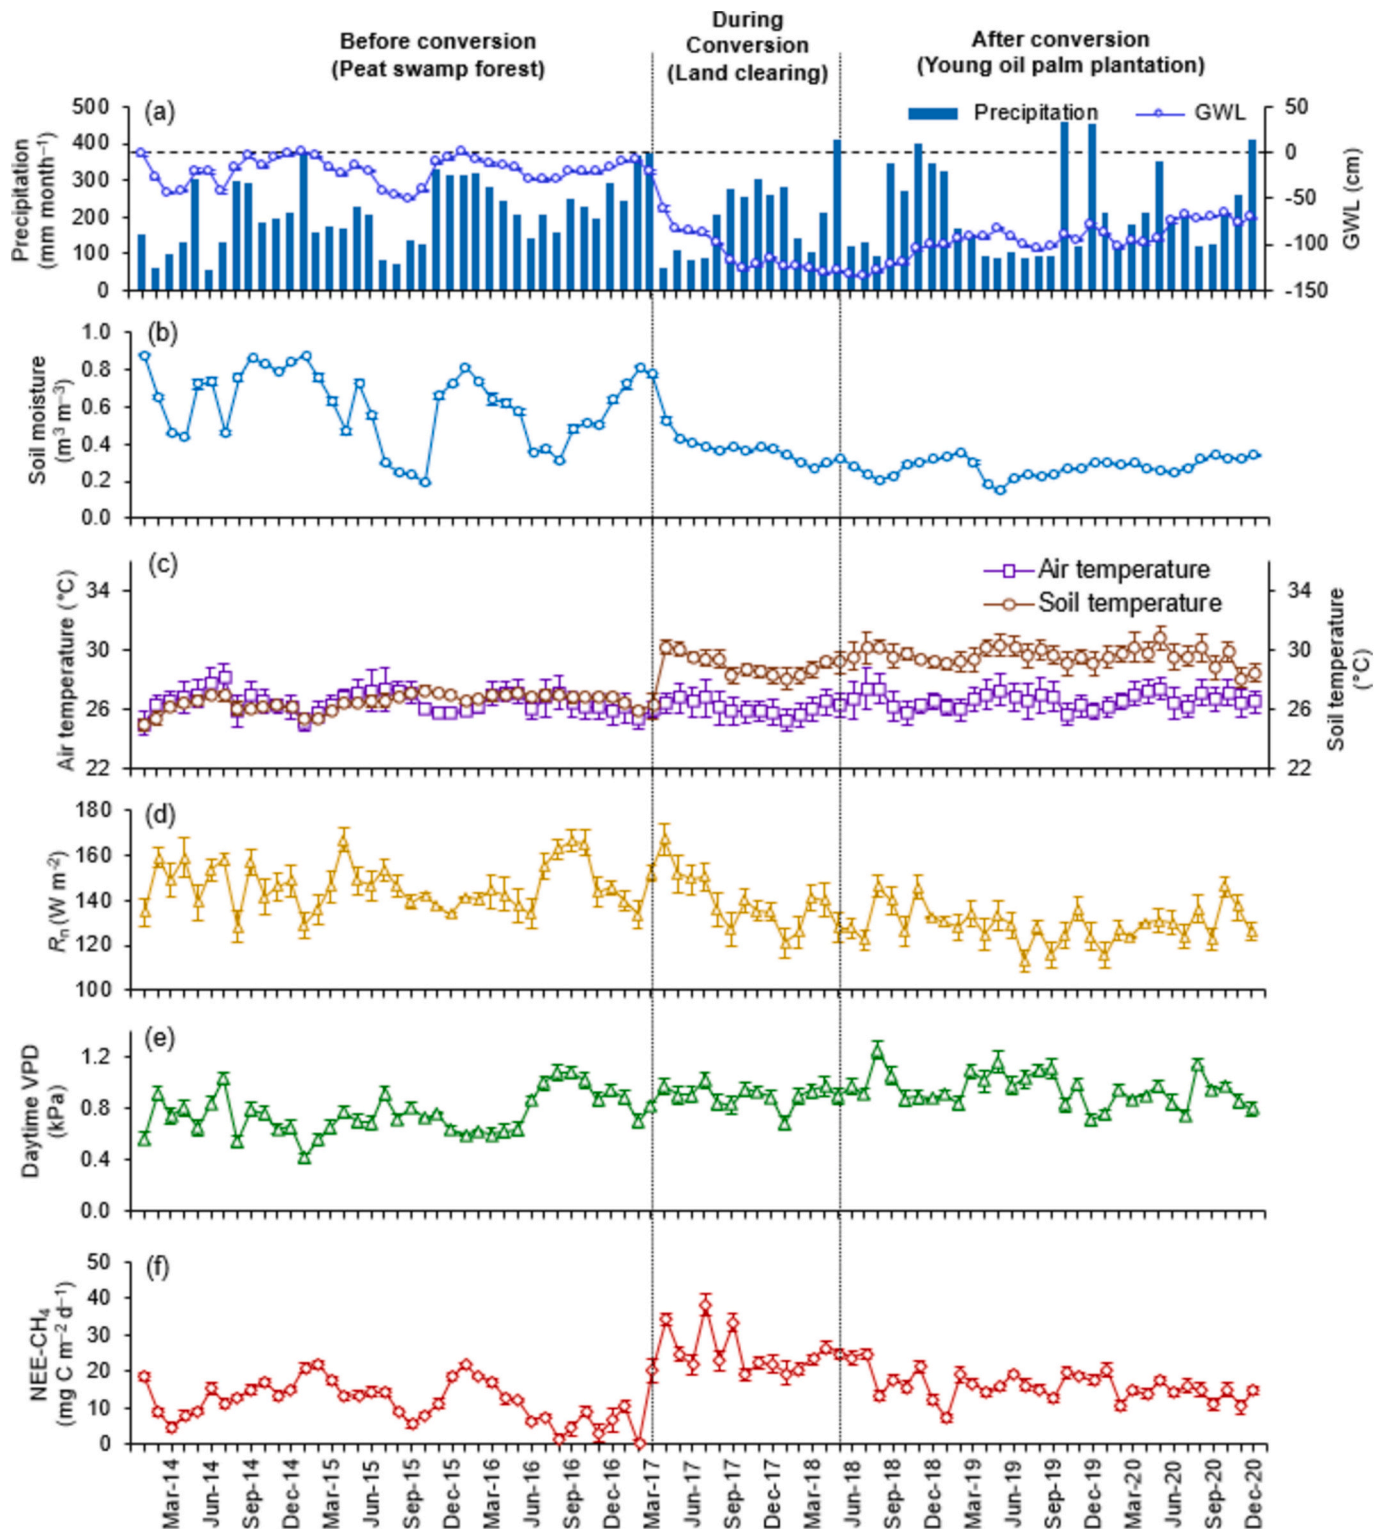 Before conversion
(Peat swamp forest)
During
Conversion
(Land clearing)
After conversion
(Young oil palm plantation)
(a)
Precipitation
GWL
Precipitation
(mm month⁻¹)
500
400
300
200
100
0
50
0
-50
-100
-150
GWL (cm)
(b)
Soil moisture
(m³ m⁻³)
1.0
0.8
0.6
0.4
0.2
0.0
(c)
Air temperature
Soil temperature
Air temperature (°C)
34
30
26
22
34
30
26
22
Soil temperature
(°C)
(d)
Rn (W m⁻²)
180
160
140
120
100
(e)
Daytime VPD
(kPa)
1.2
0.8
0.4
0.0
(f)
NEE-CH₄
(mg C m⁻² d⁻¹)
50
40
30
20
10
0
Mar-14
Jun-14
Sep-14
Dec-14
Mar-15
Jun-15
Sep-15
Dec-15
Mar-16
Jun-16
Sep-16
Dec-16
Mar-17
Jun-17
Sep-17
Dec-17
Mar-18
Jun-18
Sep-18
Dec-18
Mar-19
Jun-19
Sep-19
Dec-19
Mar-20
Jun-20
Sep-20
Dec-20